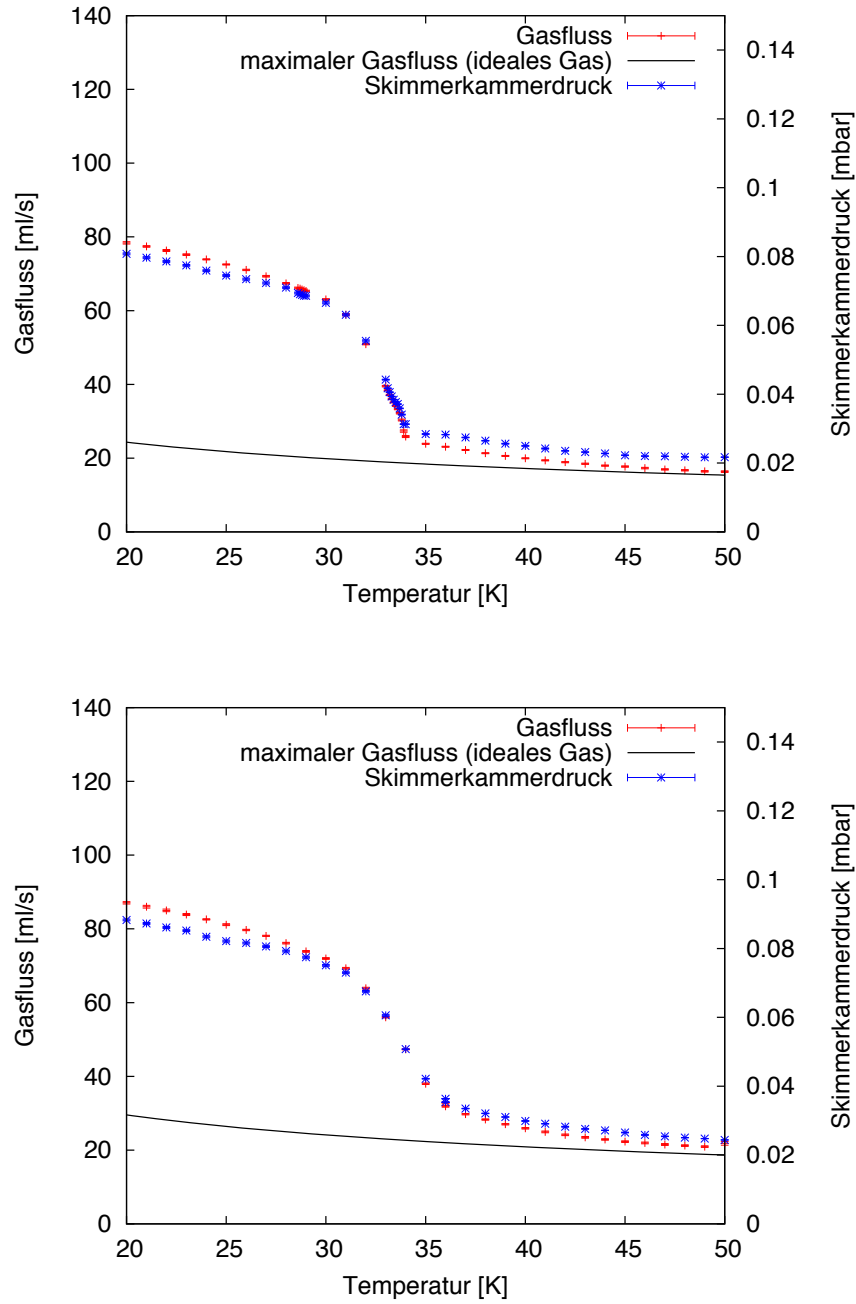 Gasfluss
maximaler Gasfluss (ideales Gas)
Skimmerkammerdruck
140
120
100
80
60
40
20
0
Gasfluss [ml/s]
0.14
0.12
0.1
0.08
0.06
0.04
0.02
0
Skimmerkammerdruck [mbar]
20 25 30 35 40 45 50
Temperatur [K]
Gasfluss
maximaler Gasfluss (ideales Gas)
Skimmerkammerdruck
140
120
100
80
60
40
20
0
Gasfluss [ml/s]
0.14
0.12
0.1
0.08
0.06
0.04
0.02
0
Skimmerkammerdruck [mbar]
20 25 30 35 40 45 50
Temperatur [K]